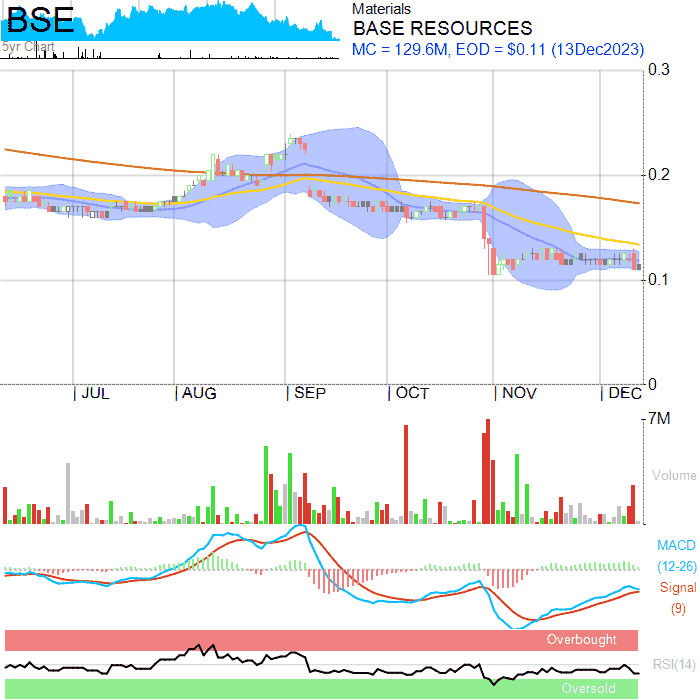 BSE
5yr Chart
Materials
BASE RESOURCES
MC = 129.6M, EOD = $0.11 (13Dec2023)
0.3
0.2
0.1
0
JUL
AUG
SEP
OCT
NOV
DEC
7M
Volume
MACD
(12-26)
Signal
(9)
Overbought
RSI(14)
Oversold